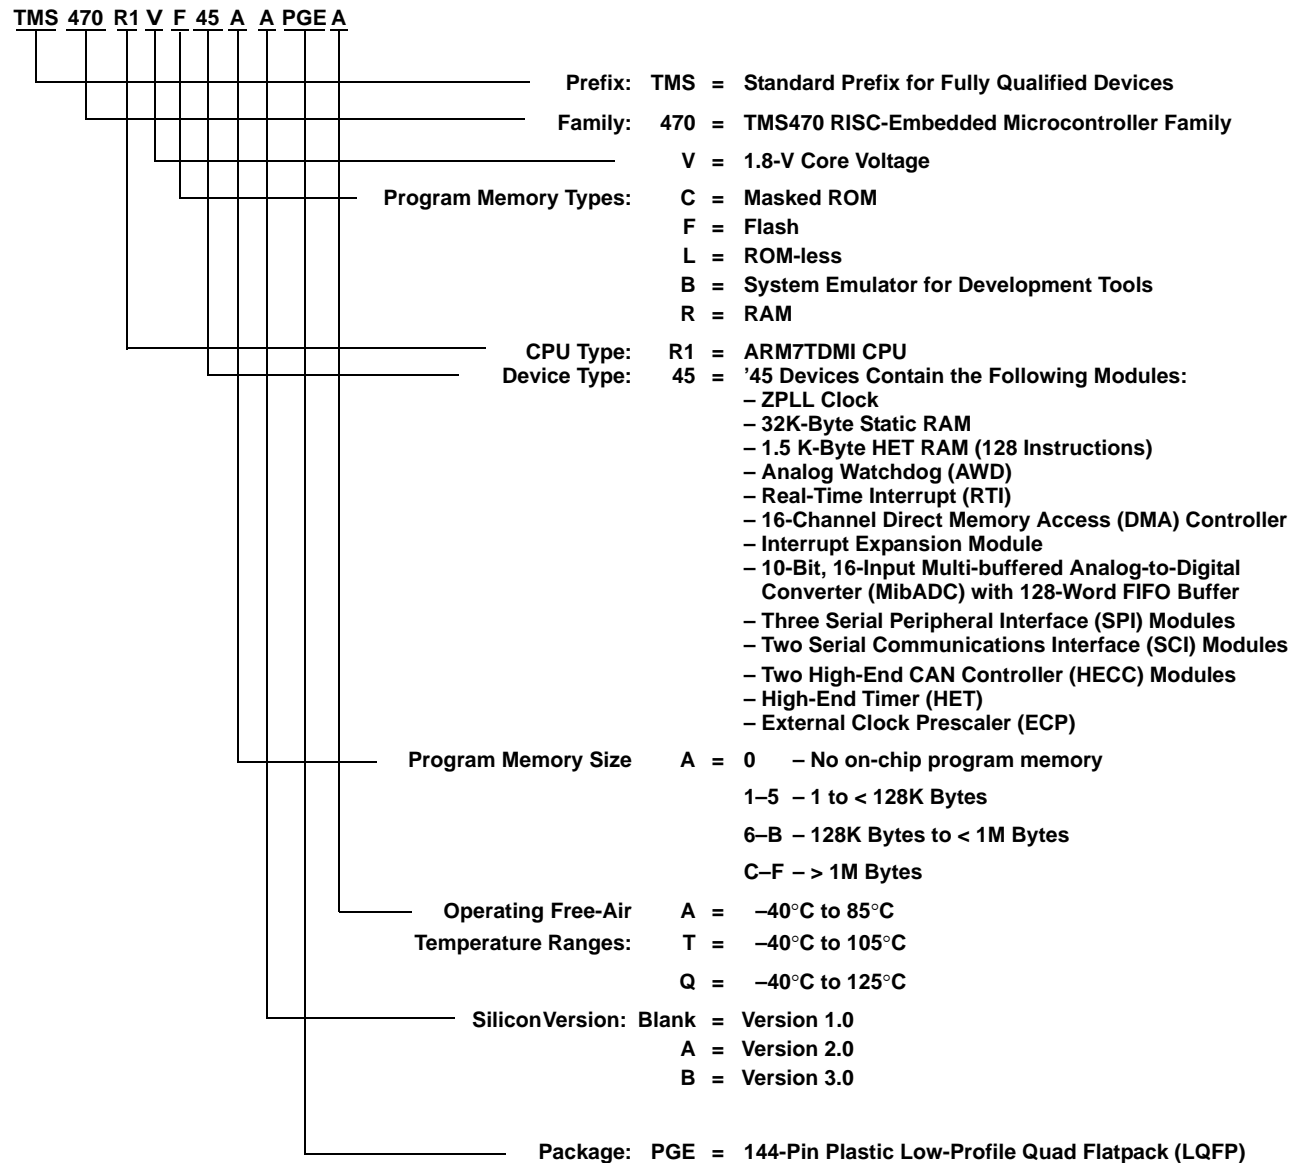 TMS 470 R1 V F 45 A A PGE A
Prefix: TMS = Standard Prefix for Fully Qualified Devices
Family: 470 = TMS470 RISC-Embedded Microcontroller Family
V = 1.8-V Core Voltage
Program Memory Types: C = Masked ROM
F = Flash
L = ROM-less
B = System Emulator for Development Tools
R = RAM
CPU Type: R1 = ARM7TDMI CPU
Device Type: 45 = ’45 Devices Contain the Following Modules:
– ZPLL Clock
– 32K-Byte Static RAM
– 1.5 K-Byte HET RAM (128 Instructions)
– Analog Watchdog (AWD)
– Real-Time Interrupt (RTI)
– 16-Channel Direct Memory Access (DMA) Controller
– Interrupt Expansion Module
– 10-Bit, 16-Input Multi-buffered Analog-to-Digital
Converter (MibADC) with 128-Word FIFO Buffer
– Three Serial Peripheral Interface (SPI) Modules
– Two Serial Communications Interface (SCI) Modules
– Two High-End CAN Controller (HECC) Modules
– High-End Timer (HET)
– External Clock Prescaler (ECP)
Program Memory Size A = 0 – No on-chip program memory
1–5 – 1 to < 128K Bytes
6–B – 128K Bytes to < 1M Bytes
C–F – > 1M Bytes
Operating Free-Air A = –40°C to 85°C
Temperature Ranges: T = –40°C to 105°C
Q = –40°C to 125°C
SiliconVersion: Blank = Version 1.0
A = Version 2.0
B = Version 3.0
Package: PGE = 144-Pin Plastic Low-Profile Quad Flatpack (LQFP)